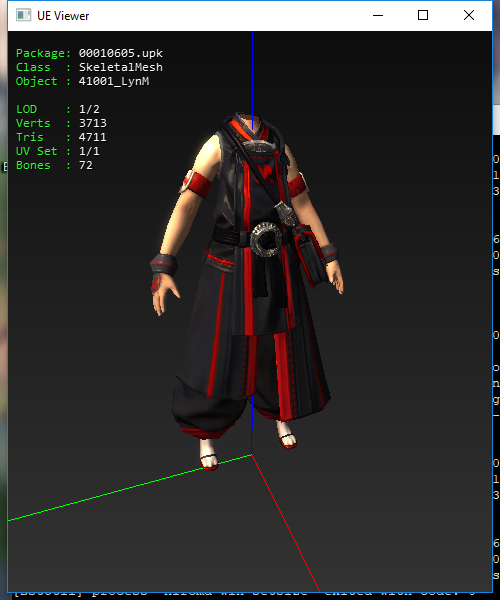 UE Viewer
Package: 00010605.upk
Class : SkeletalMesh
Object : 41001_LynM
LOD : 1/2
Verts : 3713
Tris : 4711
UV Set : 1/1
Bones : 72